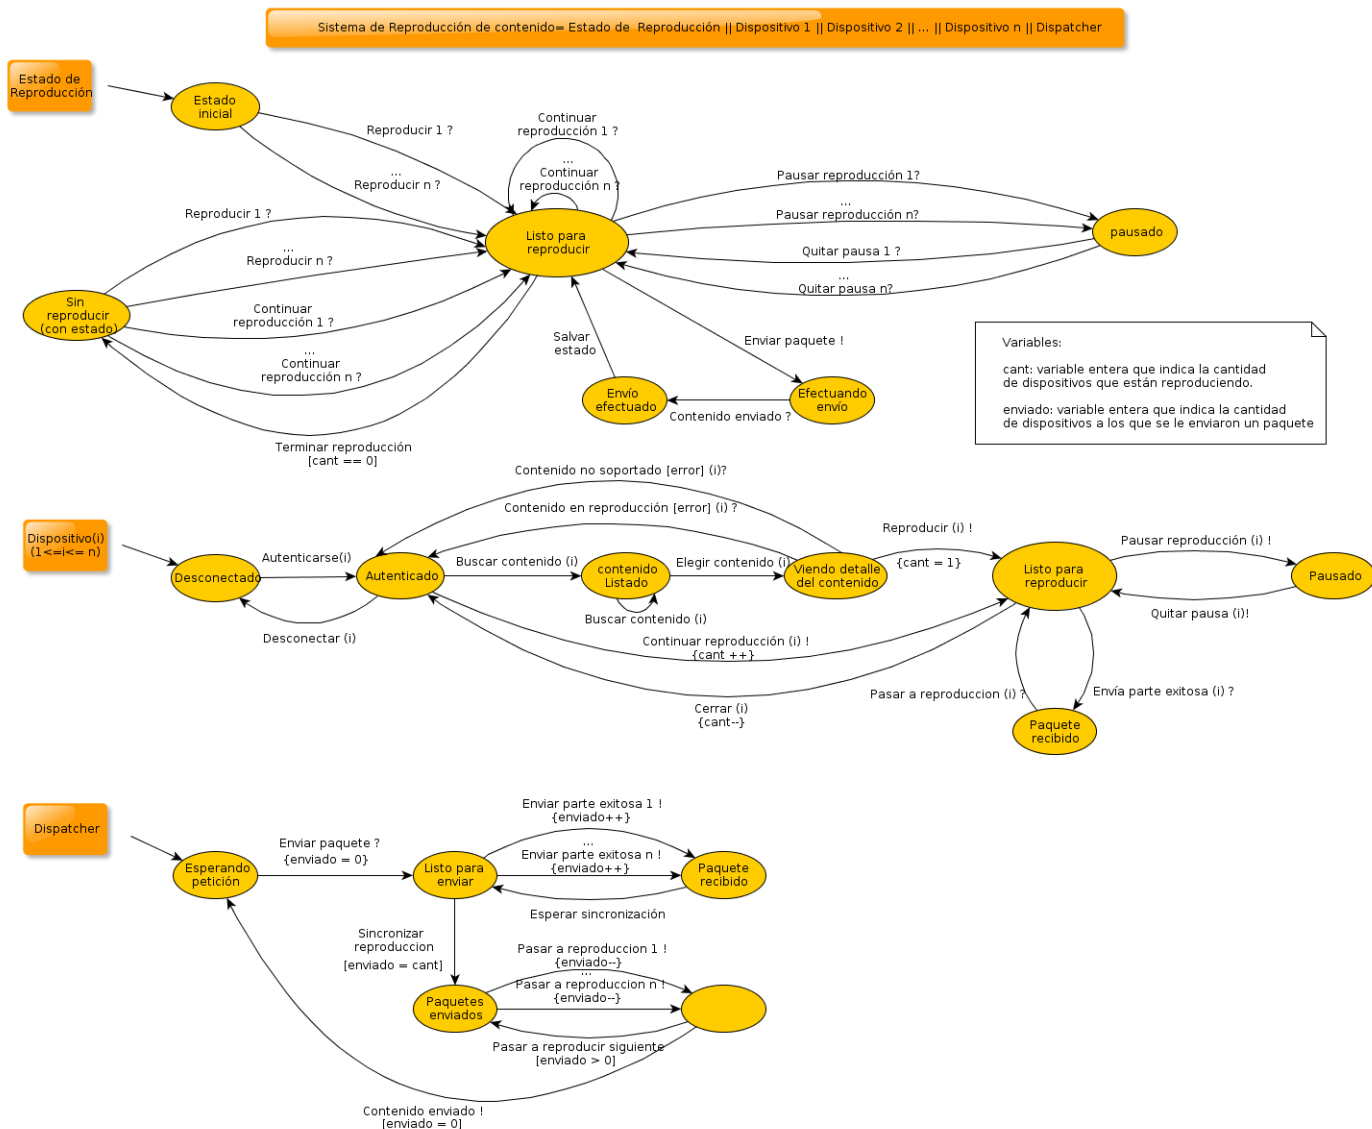 Sistema de Reproducción de contenido= Estado de  Reproducción || Dispositivo 1 || Dispositivo 2 || ... || Dispositivo n || Dispatcher
Estado de
Reproducción
Estado
inicial
Reproducir 1 ?
...
Reproducir n ?
Continuar
reproducción 1 ?
...
Continuar
reproducción n ?
Pausar reproducción 1?
...
Pausar reproducción n?
Listo para
reproducir
pausado
Quitar pausa 1 ?
...
Quitar pausa n?
Reproducir 1 ?
...
Reproducir n ?
Sin
reproducir
(con estado)
Continuar
reproducción 1 ?
...
Continuar
reproducción n ?
Terminar reproducción
[cant == 0]
Salvar
estado
Enviar paquete !
Envío
efectuado
Efectuando
envío
Contenido enviado ?
Variables:
cant: variable entera que indica la cantidad
de dispositivos que están reproduciendo.
enviado: variable entera que indica la cantidad
de dispositivos a los que se le enviaron un paquete
Dispositivo(i)
(1<=i<= n)
Contenido no soportado [error] (i)?
Contenido en reproducción [error] (i) ?
Desconectado
Autenticarse(i)
Desconectar (i)
Autenticado
Buscar contenido (i)
contenido
Listado
Buscar contenido (i)
Elegir contenido (i)
Viendo detalle
del contenido
Reproducir (i) !
{cant = 1}
Listo para
reproducir
Pausar reproducción (i) !
Pausado
Quitar pausa (i)!
Continuar reproducción (i) !
{cant ++}
Cerrar (i)
{cant--}
Pasar a reproduccion (i) ?
Envía parte exitosa (i) ?
Paquete
recibido
Dispatcher
Esperando
petición
Enviar paquete ?
{enviado = 0}
Listo para
enviar
Enviar parte exitosa 1 !
{enviado++}
...
Enviar parte exitosa n !
{enviado++}
Paquete
recibido
Esperar sincronización
Sincronizar
reproduccion
[enviado = cant]
Paquetes
enviados
Pasar a reproduccion 1 !
{enviado--}
...
Pasar a reproduccion n !
{enviado--}
Pasar a reproducir siguiente
[enviado > 0]
Contenido enviado !
[enviado = 0]